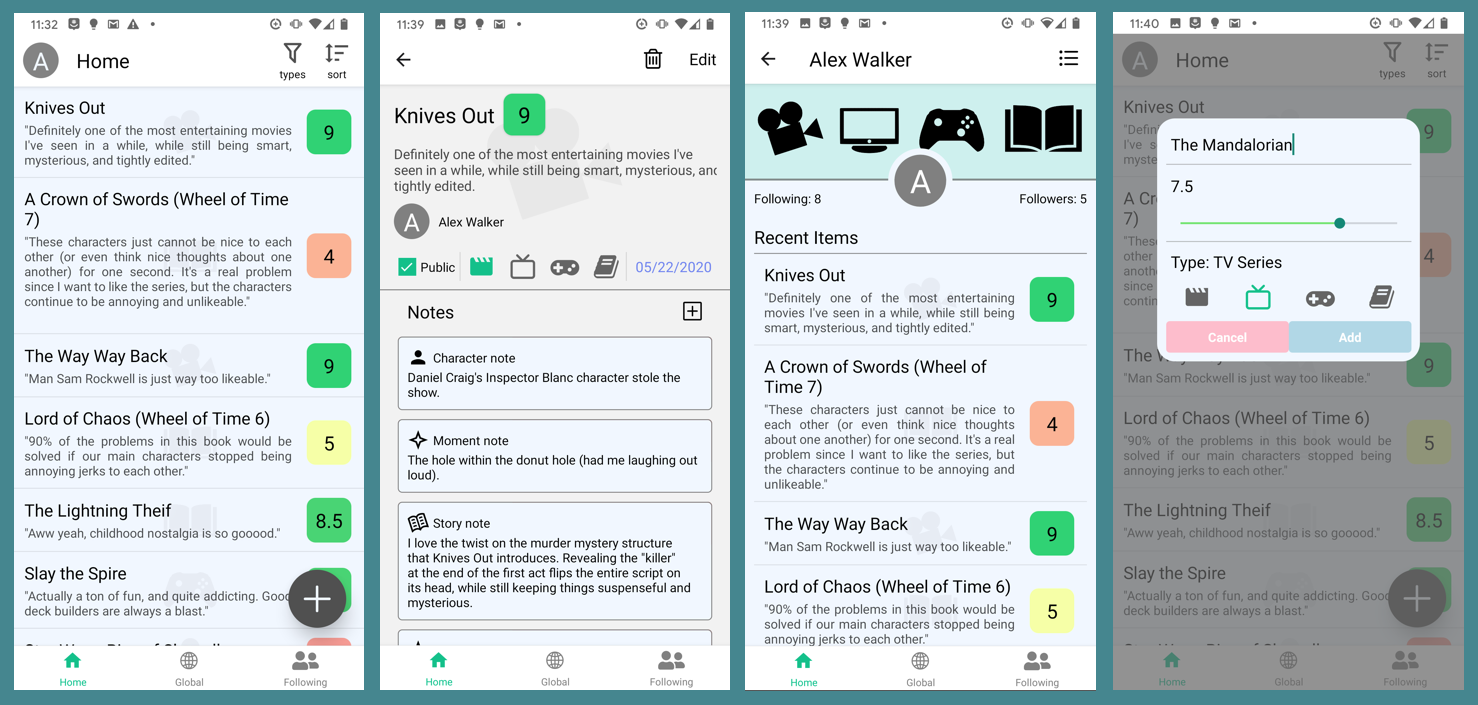 11:32
A
Home
types
sort
Knives Out
"Definitely one of the most entertaining movies
I've seen in a while, while still being smart,
mysterious, and tightly edited."
9
A Crown of Swords (Wheel of Time
7)
"These characters just cannot be nice to each
other (or even think nice thoughts about one
another) for one second. It's a real problem
since I want to like the series, but the characters
continue to be annoying and unlikeable."
4
The Way Way Back
"Man Sam Rockwell is just way too likeable."
9
Lord of Chaos (Wheel of Time 6)
"90% of the problems in this book would be
solved if our main characters stopped being
annoying jerks to each other."
5
The Lightning Theif
"Aww yeah, childhood nostalgia is so gooood."
8.5
Slay the Spire
"Actually a ton of fun, and quite addicting. Good
deck builders are always a blast."
Home
Global
Following
11:39
Edit
Knives Out
9
Definitely one of the most entertaining movies I've
seen in a while, while still being smart, mysterious, and
tightly edited.
A
Alex Walker
Public
05/22/2020
Notes
Character note
Daniel Craig's Inspector Blanc character stole the
show.
Moment note
The hole within the donut hole (had me laughing out
loud).
Story note
I love the twist on the murder mystery structure
that Knives Out introduces. Revealing the "killer"
at the end of the first act flips the entire script on
its head, while still keeping things suspenseful and
mysterious.
Home
Global
Following
11:39
Alex Walker
A
Following: 8
Followers: 5
Recent Items
Knives Out
"Definitely one of the most entertaining
movies I've seen in a while, while still being
smart, mysterious, and tightly edited."
9
A Crown of Swords (Wheel of
Time 7)
"These characters just cannot be nice to
each other (or even think nice thoughts
about one another) for one second. It's a real
problem since I want to like the series, but
the characters continue to be annoying and
unlikeable."
4
The Way Way Back
"Man Sam Rockwell is just way too likeable."
9
Lord of Chaos (Wheel of Time 6)
"90% of the problems in this book would be
solved if our main characters stopped being
annoying jerks to each other."
5
Home
Global
Following
11:40
A
Home
types
sort
Knives Out
9
The Mandalorian
7.5
Type: TV Series
Cancel
Add
4
"Man Sam Rockwell is just way too likeable."
9
Lord of Chaos (Wheel of Time 6)
"90% of the problems in this book would be
solved if our main characters stopped being
annoying jerks to each other."
5
The Lightning Theif
"Aww yeah, childhood nostalgia is so gooood."
8.5
Slay the Spire
"Actually a ton of fun, and quite addicting. Good
deck builders are always a blast."
Home
Global
Following